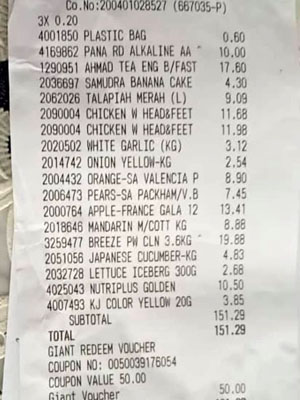 Co.No:200401028527 (667035-P)
3X 0.20
4001850 PLASTIC BAG 0.60
4169862 PANA RD ALKALINE AA ^ 10.00
1290951 AHMAD TEA ENG B/FAST 17.60
2036697 SAMUDRA BANANA CAKE 4.30
2062026 TALAPIAH MERAH (L) 9.09
2090004 CHICKEN W HEAD&FEET 11.68
2090004 CHICKEN W HEAD&FEET 11.98
2020502 WHITE GARLIC (KG) 3.12
2014742 ONION YELLOW-KG 2.54
2004432 ORANGE-SA VALENCIA P 8.90
2006473 PEARS-SA PACKHAM/V.B 7.45
2000764 APPLE-FRANCE GALA 12 13.41
2018646 MANDARIN M/COTT KG 8.88
3259477 BREEZE PW CLN 3.6KG ^ 19.88
2051056 JAPANESE CUCUMBER-KG 4.83
2032728 LETTUCE ICEBERG 300G 2.68
4025043 NUTRIPLUS GOLDEN 10.50
4007493 KJ COLOR YELLOW 20G 3.85
SUBTOTAL 151.29
TOTAL 151.29
GIANT REDEEM VOUCHER
COUPON NO: 0050039176054
COUPON VALUE 50.00
Giant Voucher 50.00